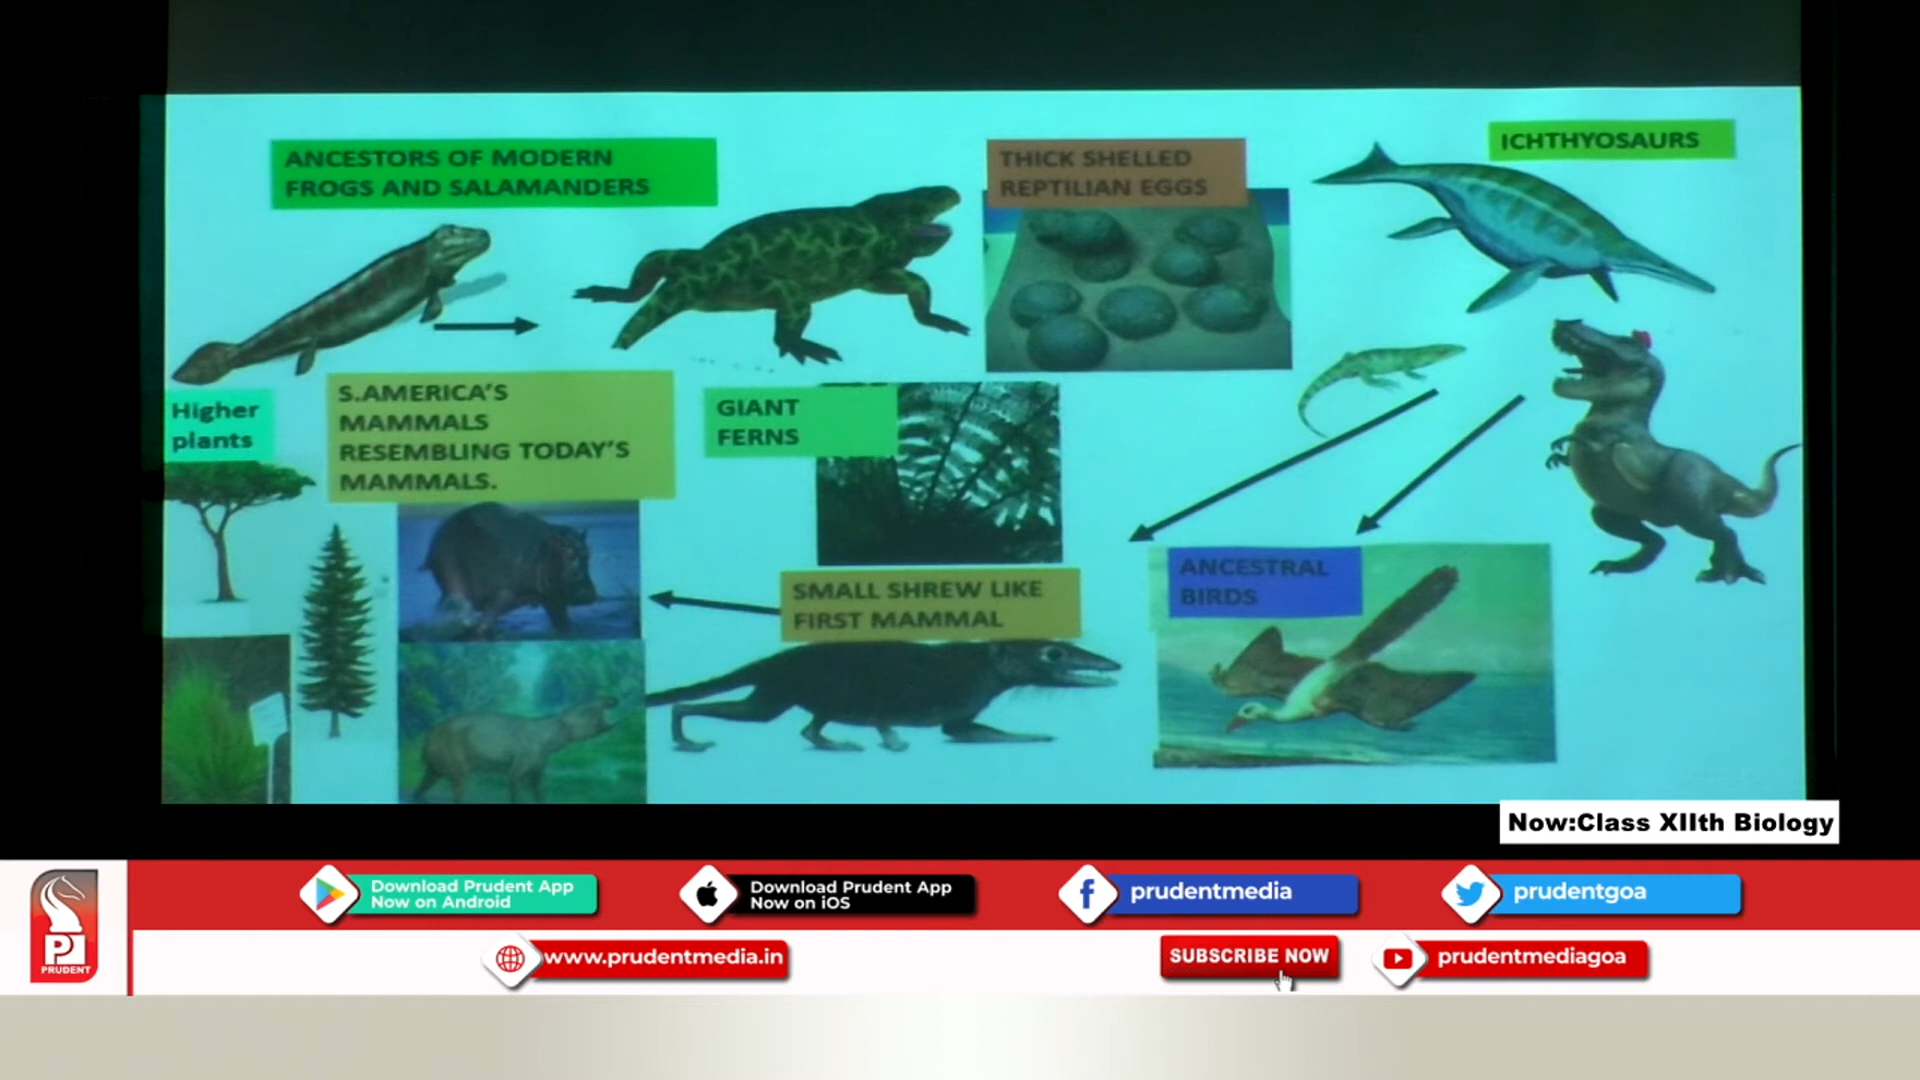 ANCESTORS OF MODERN
FROGS AND SALAMANDERS
THICK SHELLED
REPTILIAN EGGS
ICHTHYOSAURS
Higher
plants
S.AMERICA'S
MAMMALS
RESEMBLING TODAY'S
MAMMALS.
GIANT
FERNS
SMALL SHREW LIKE
FIRST MAMMAL
ANCESTRAL
BIRDS
Now:Class XIIth Biology
Download Prudent App
Now on Android
Download Prudent App
Now on iOS
prudentmedia
prudentgoa
P
PRUDENT
www.prudentmedia.in
SUBSCRIBE NOW
prudentmediagoa